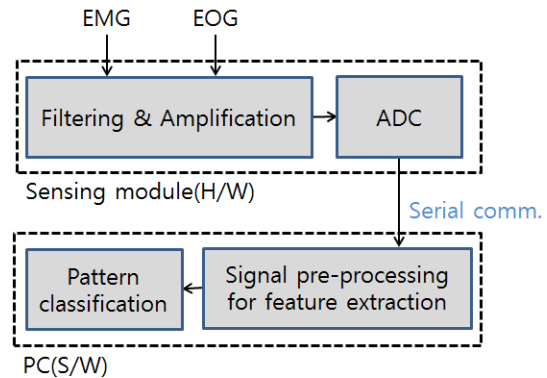 EMG EOG
Filtering & Amplification
ADC
Sensing module(H/W)
Serial comm.
Pattern
classification
Signal pre-processing
for feature extraction
PC(S/W)